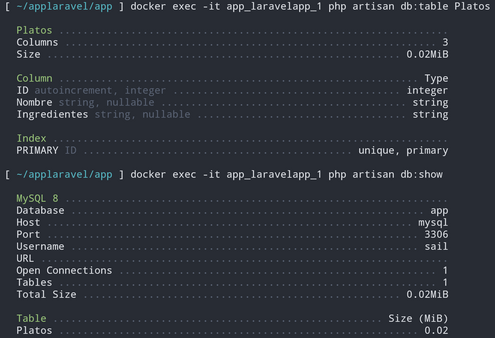 [ ~/applaravel/app ] docker exec -it app_laravelapp_1 php artisan db:table Platos
Platos ................................................................
Columns ................................................................ 3
Size ................................................................ 0.02MiB
Column ................................................................ Type
ID autoincrement, integer ................................ integer
Nombre string, nullable ................................ string
Ingredientes string, nullable ................................ string
Index ................................................................
PRIMARY ID ................................ unique, primary
[ ~/applaravel/app ] docker exec -it app_laravelapp_1 php artisan db:show
MySQL 8 ................................................................
Database ................................................................ app
Host ................................................................ mysql
Port ................................................................ 3306
Username ................................................................ sail
URL ................................................................
Open Connections ................................................................ 1
Tables ................................................................ 1
Total Size ................................................................ 0.02MiB
Table ................................................................ Size (MiB)
Platos ................................................................ 0.02